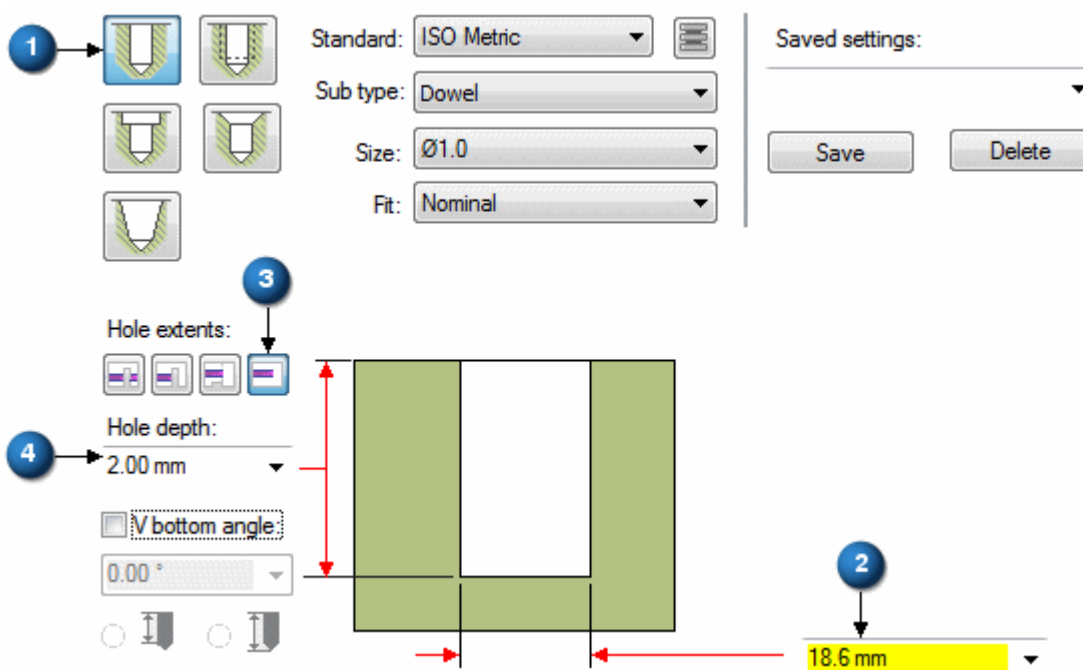 1
Standard: ISO Metric
Saved settings:
Sub type: Dowel
Size: Ø1.0
Save
Delete
Fit: Nominal
3
Hole extents:
Hole depth:
4
2.00 mm
V bottom angle:
0.00 °
2
18.6 mm